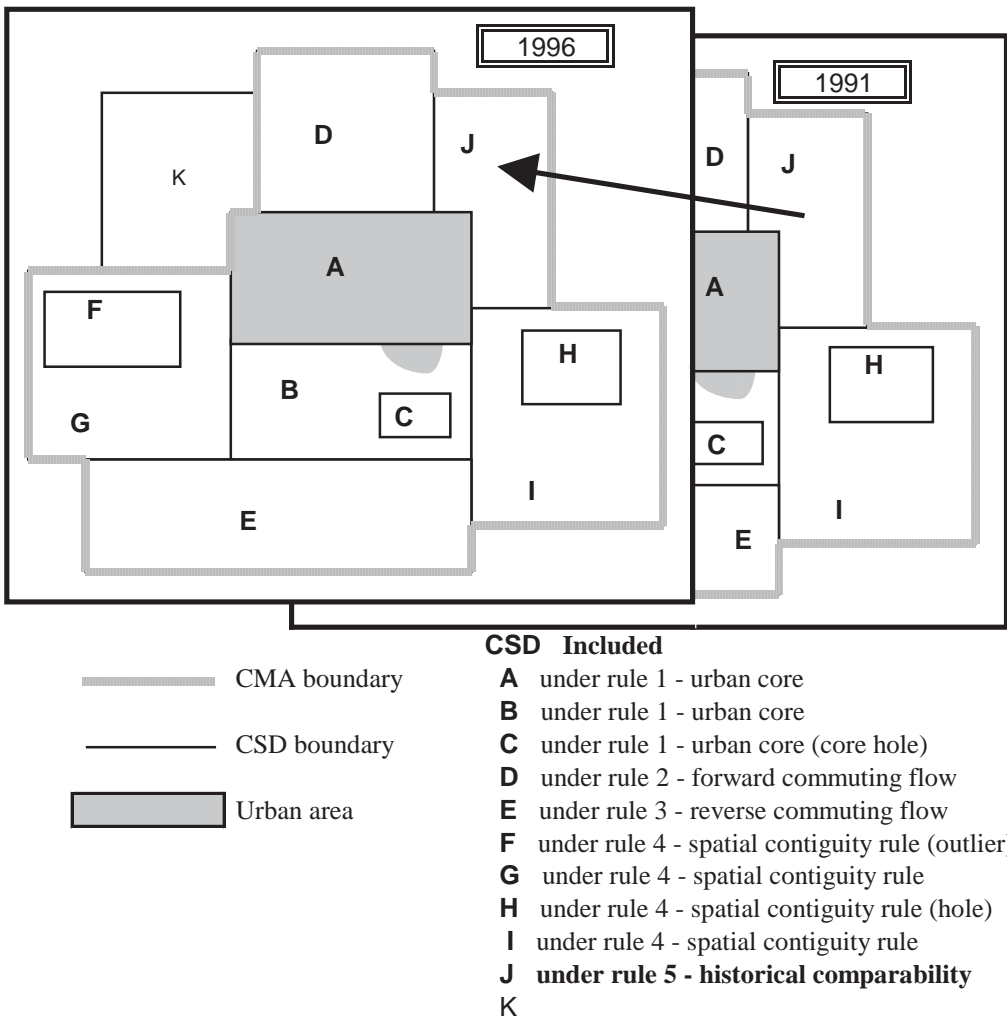 1996
1991
D
J
K
A
F
H
B
G
C
I
E
D
J
A
H
C
I
E
CMA boundary
CSD boundary
Urban area
CSD Included
A under rule 1 - urban core
B under rule 1 - urban core
C under rule 1 - urban core (core hole)
D under rule 2 - forward commuting flow
E under rule 3 - reverse commuting flow
F under rule 4 - spatial contiguity rule (outlier)
G under rule 4 - spatial contiguity rule
H under rule 4 - spatial contiguity rule (hole)
I under rule 4 - spatial contiguity rule
J under rule 5 - historical comparability
K